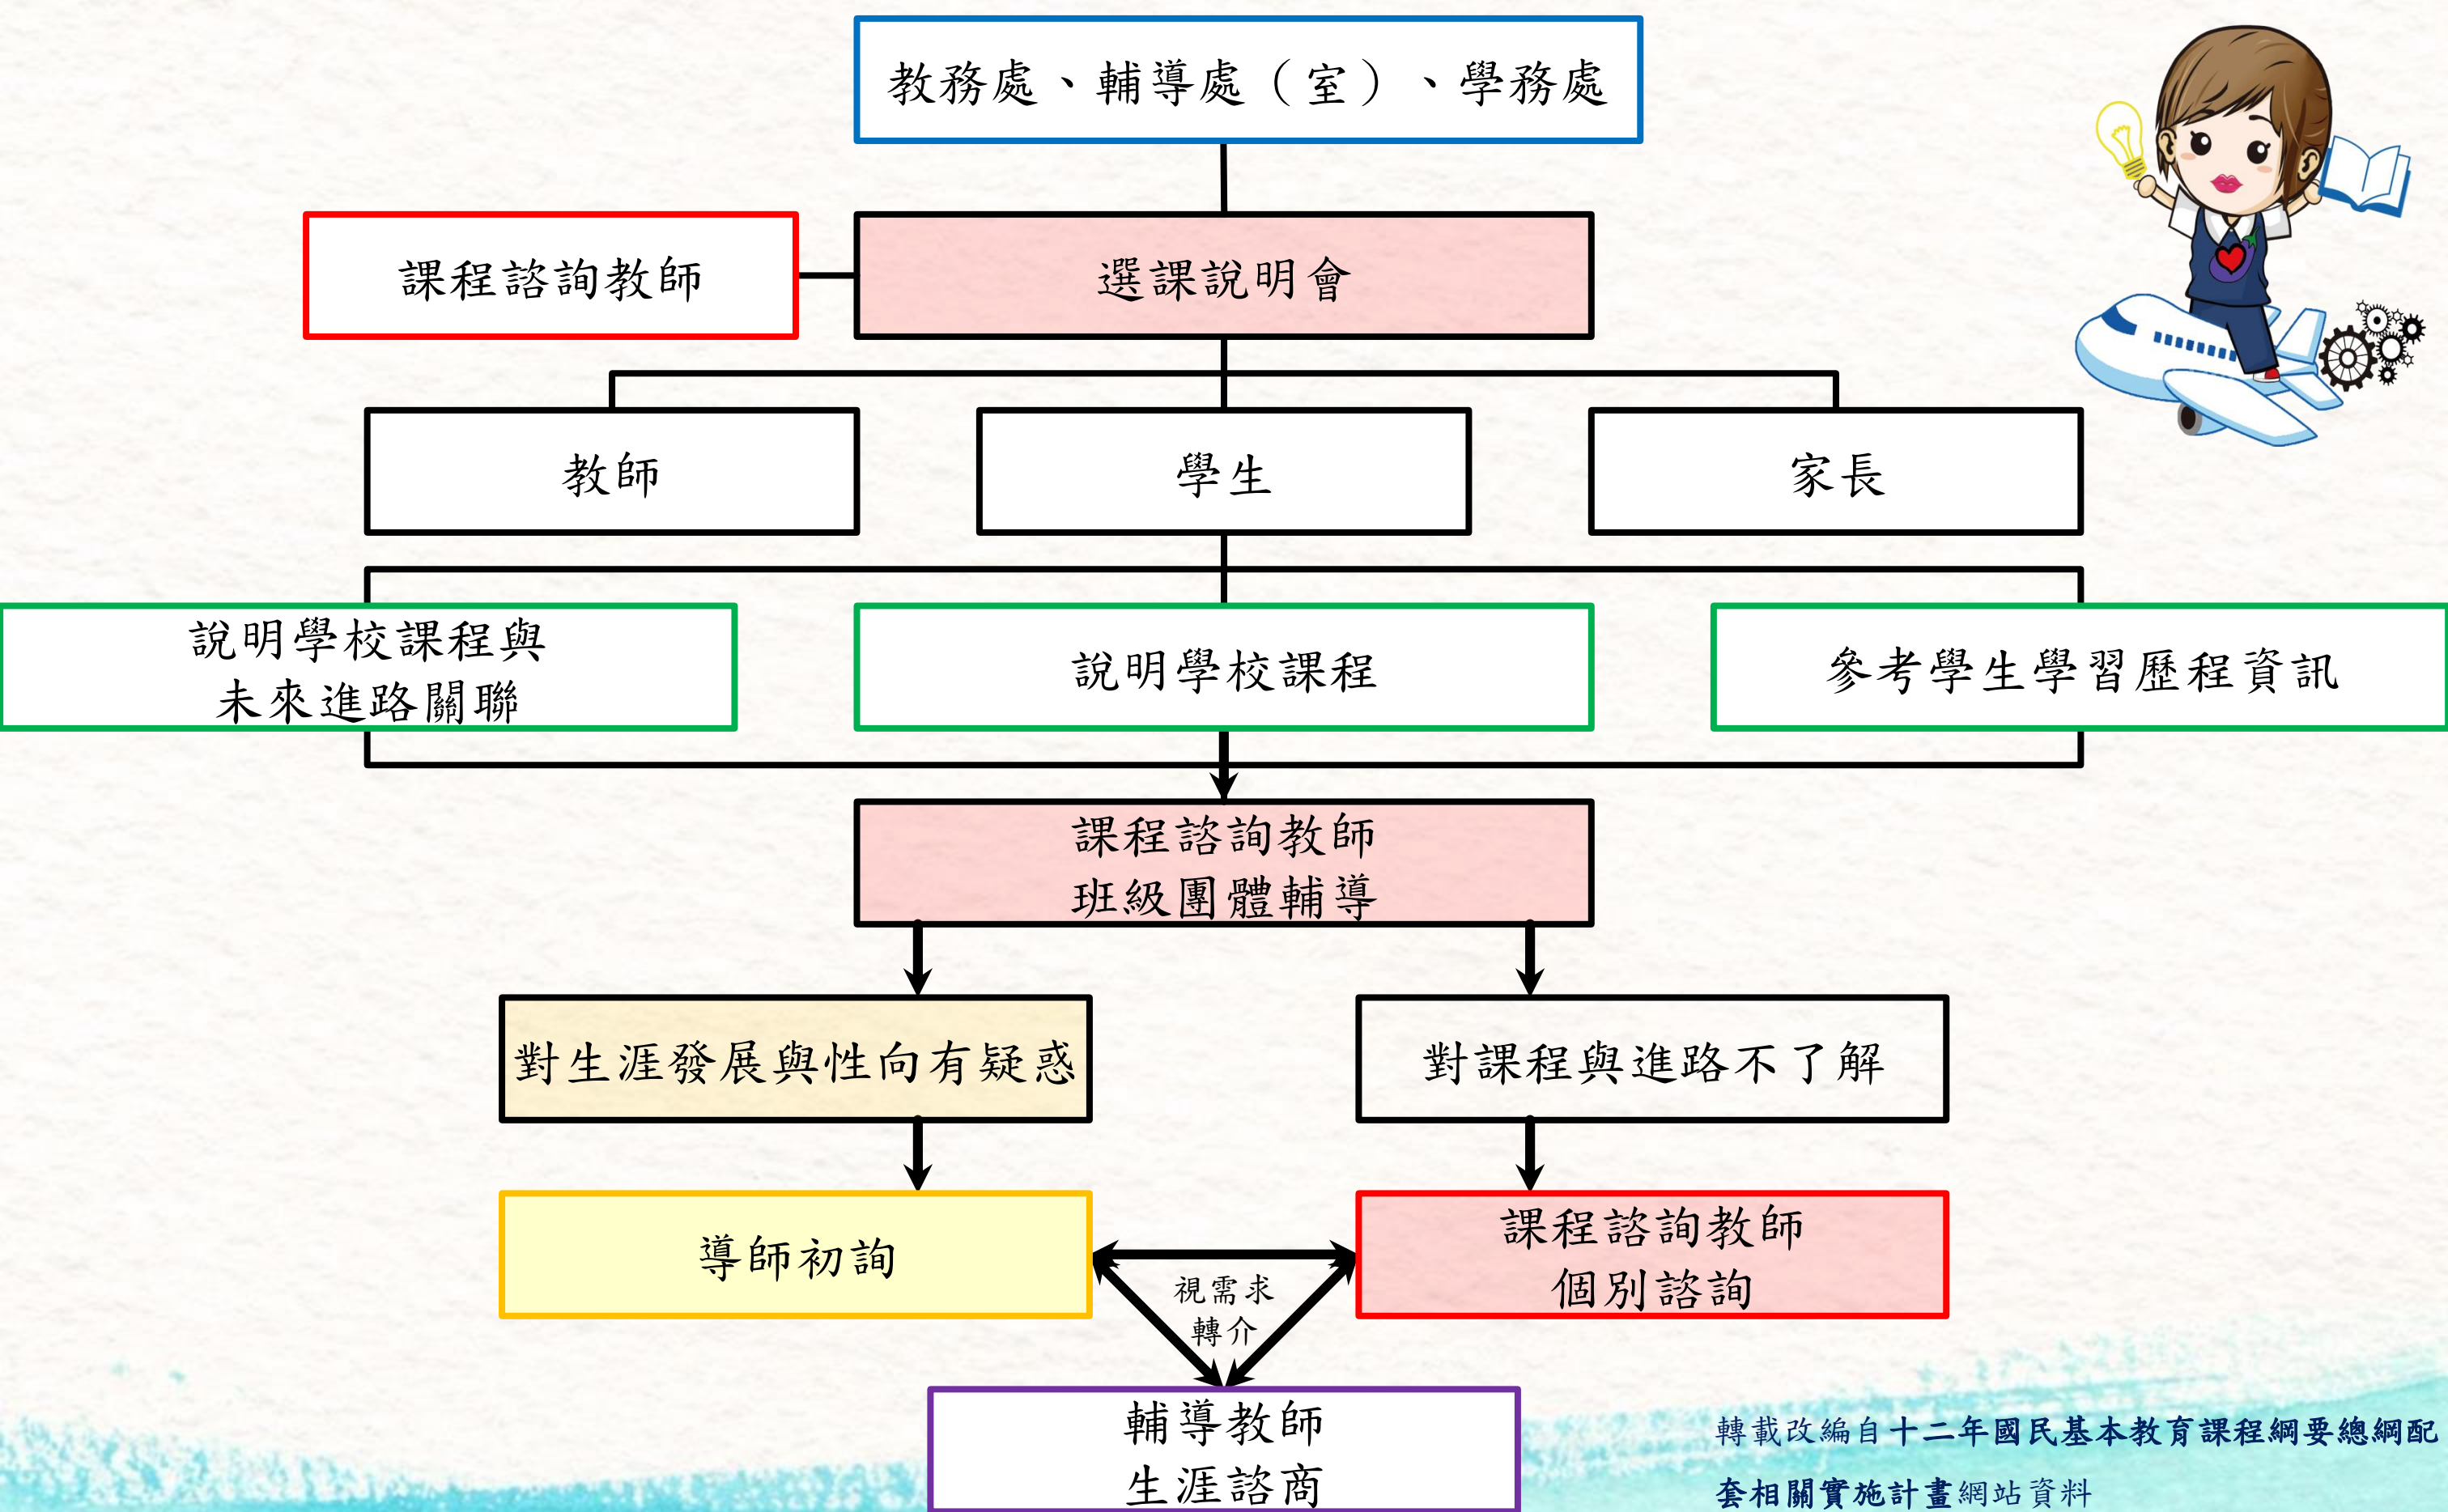 教務處、輔導處（室）、學務處
課程諮詢教師
選課說明會
教師
學生
家長
說明學校課程與
未來進路關聯
說明學校課程
參考學生學習歷程資訊
課程諮詢教師
班級團體輔導
對生涯發展與性向有疑惑
對課程與進路不了解
導師初詢
課程諮詢教師
個別諮詢
視需求
轉介
輔導教師
生涯諮商
轉載改編自十二年國民基本教育課程綱要總綱配
套相關實施計畫網站資料